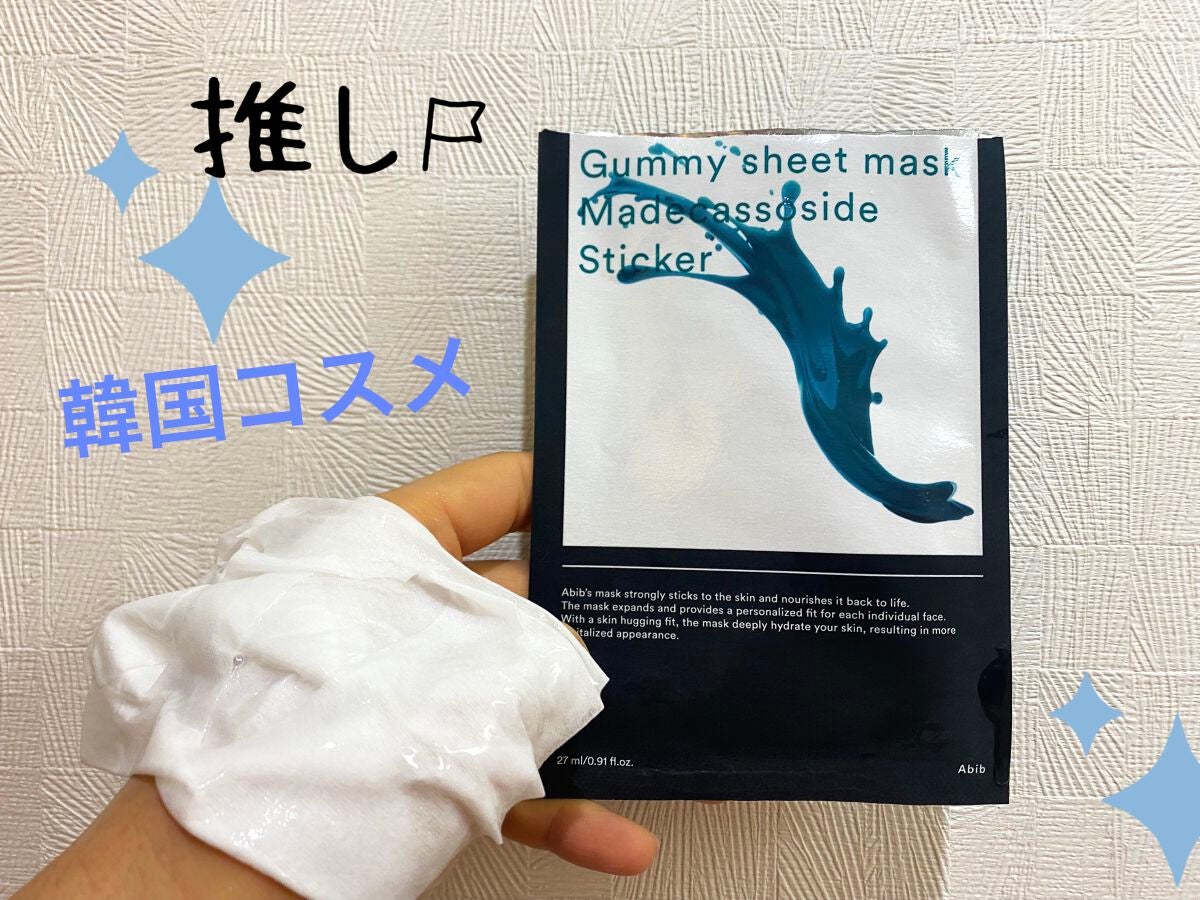 推し
韓国コスメ
Gummy sheet mask
Madecassoside
Sticker
Abib's mask strongly sticks to the skin and nourishes it back to life.
The mask expands and provides a personalized fit for each individual face.
With a skin hugging fit, the mask deeply hydrate your skin, resulting in more
vitalized appearance.
27 ml/0.91 fl.oz.
Abib